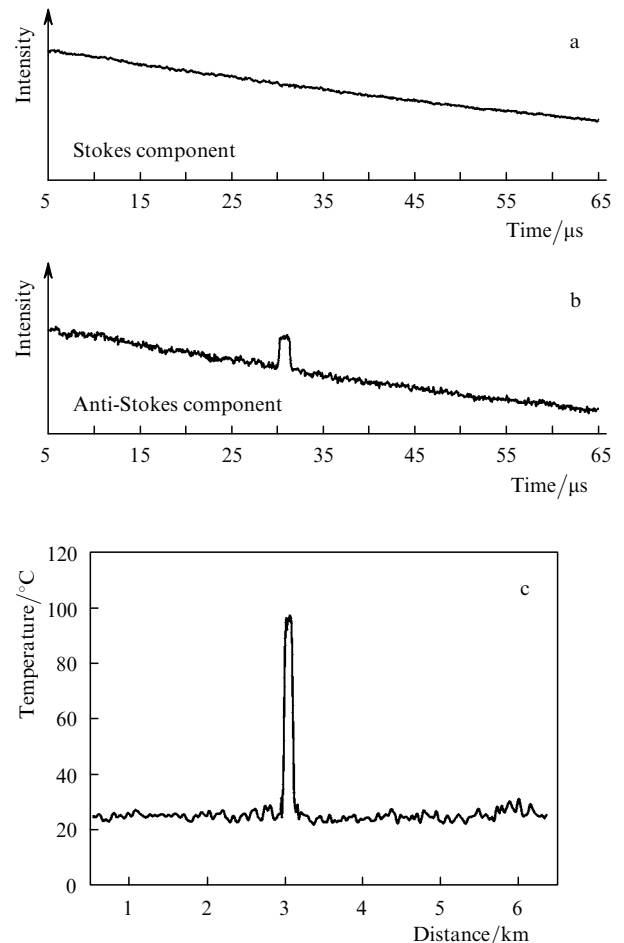 Intensity
a
Stokes component
5 15 25 35 45 55 65
Time/μs
Intensity
b
Anti-Stokes component
5 15 25 35 45 55 65
Time/μs
Temperature/°C
c
120
100
80
60
40
20
0
1 2 3 4 5 6
Distance/km